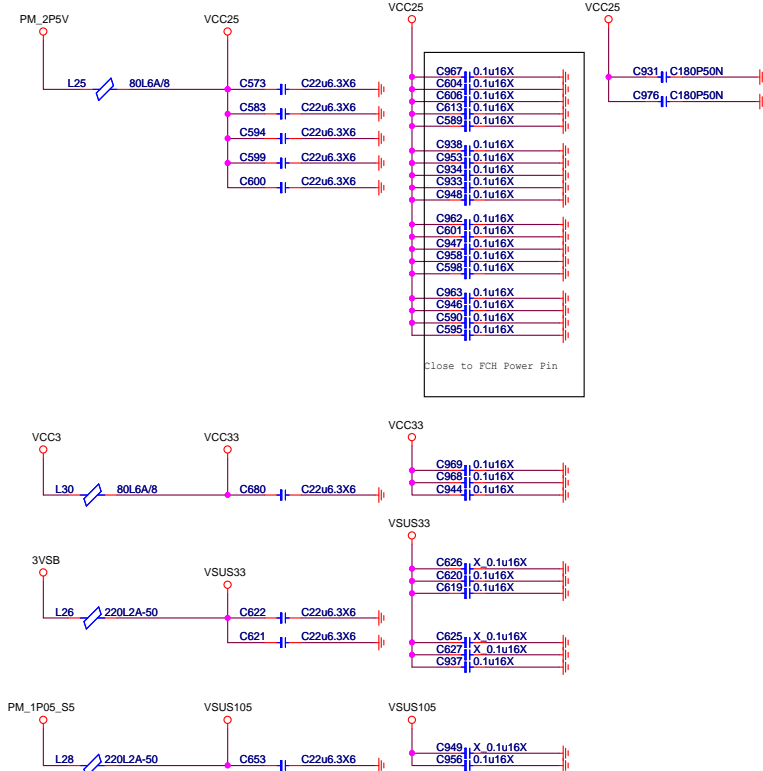 PM_2P5V VCC25 VCC25 VCC25
L25 80L6A/8 C573 C22u6.3X6
C583 C22u6.3X6
C594 C22u6.3X6
C599 C22u6.3X6
C600 C22u6.3X6
C967 0.1u16X
C604 0.1u16X
C606 0.1u16X
C613 0.1u16X
C589 0.1u16X
C938 0.1u16X
C953 0.1u16X
C934 0.1u16X
C933 0.1u16X
C948 0.1u16X
C962 0.1u16X
C601 0.1u16X
C947 0.1u16X
C958 0.1u16X
C598 0.1u16X
C963 0.1u16X
C946 0.1u16X
C590 0.1u16X
C595 0.1u16X
Close to FCH Power Pin
C931 C180P50N
C976 C180P50N
VCC3 VCC33 VCC33
L30 80L6A/8 C680 C22u6.3X6
C969 0.1u16X
C968 0.1u16X
C944 0.1u16X
3VSB VSUS33 VSUS33
L26 220L2A-50 C622 C22u6.3X6
C621 C22u6.3X6
C626 X_0.1u16X
C620 0.1u16X
C619 0.1u16X
C625 X_0.1u16X
C627 X_0.1u16X
C937 0.1u16X
PM_1P05_S5 VSUS105 VSUS105
L28 220L2A-50 C653 C22u6.3X6
C949 X_0.1u16X
C956 0.1u16X